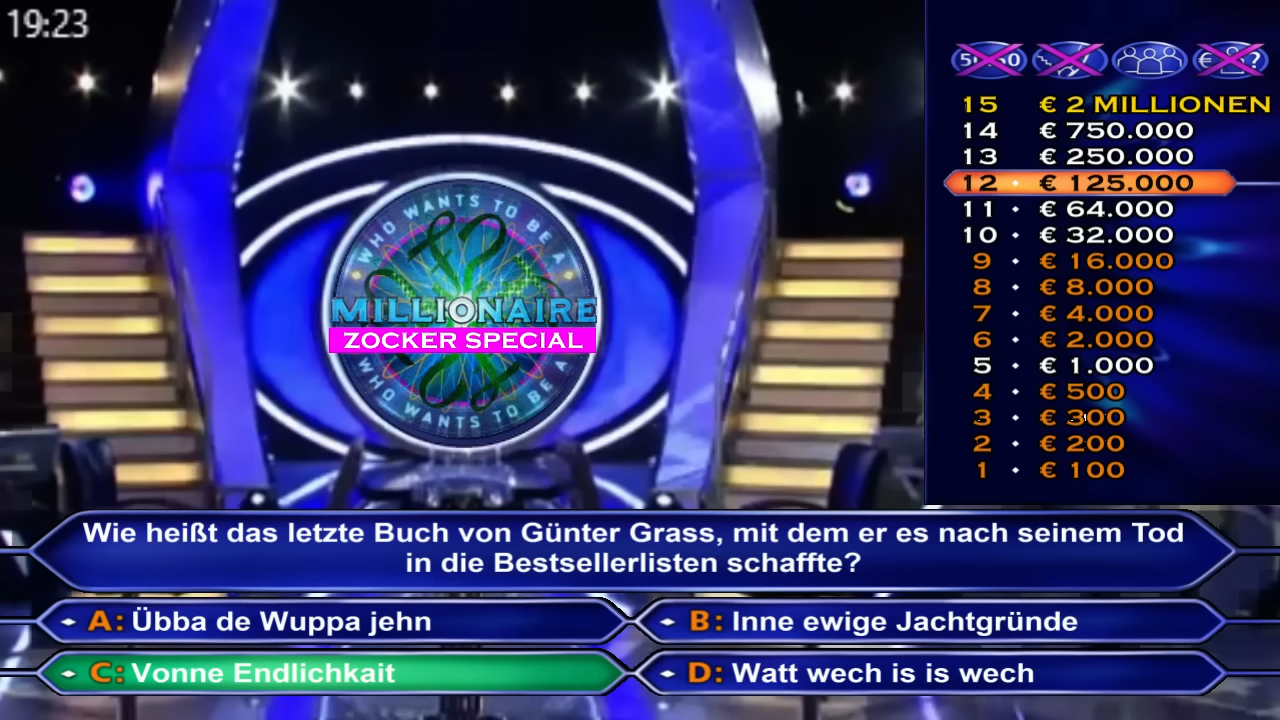 19:23
50:50
€ ?
15 € 2 MILLIONEN
14 € 750.000
13 € 250.000
12 · € 125.000
11 · € 64.000
10 · € 32.000
9 · € 16.000
8 · € 8.000
7 · € 4.000
6 · € 2.000
5 · € 1.000
4 · € 500
3 · € 300
2 · € 200
1 · € 100
WHO WANTS TO BE A
MILLIONAIRE
ZOCKER SPECIAL
WHO WANTS TO BE A
Wie heißt das letzte Buch von Günter Grass, mit dem er es nach seinem Tod
in die Bestsellerlisten schaffte?
A: Übba de Wuppa jehn
B: Inne ewige Jachtgründe
C: Vonne Endlichkait
D: Watt wech is is wech